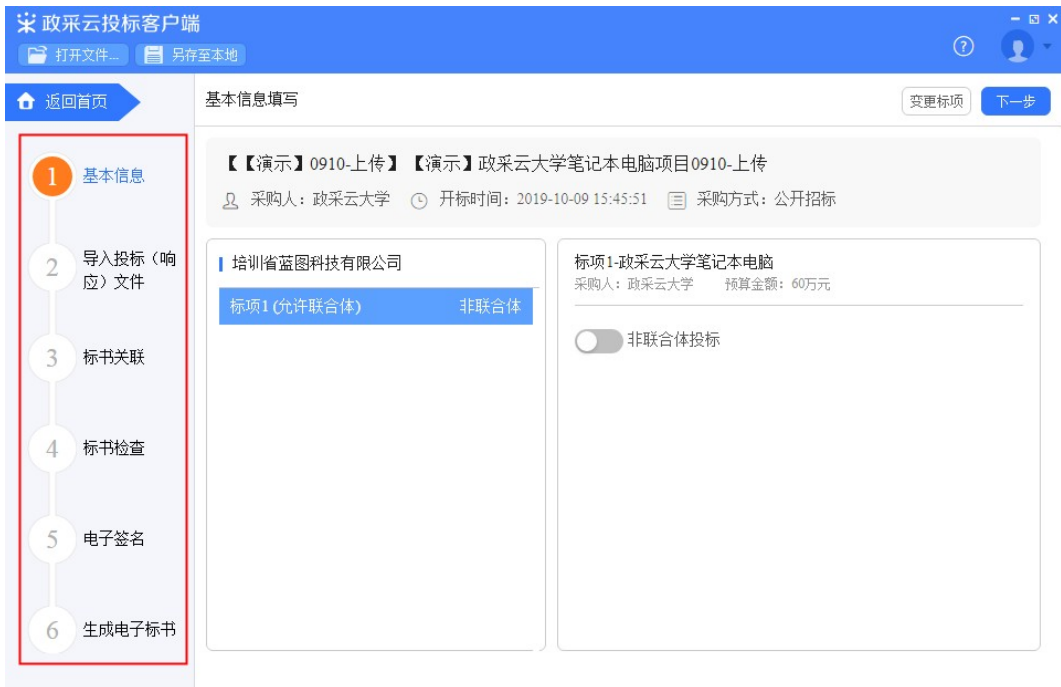 政采云投标客户端
打开文件... 另存至本地
返回首页
基本信息填写
变更标项 下一步
1 基本信息
2 导入投标（响
应）文件
3 标书关联
4 标书检查
5 电子签名
6 生成电子标书
【【演示】0910-上传】【演示】政采云大学笔记本电脑项目0910-上传
采购人：政采云大学 开标时间：2019-10-09 15:45:51 采购方式：公开招标
培训省蓝图科技有限公司
标项1(允许联合体) 非联合体
标项1-政采云大学笔记本电脑
采购人：政采云大学 预算金额：60万元
非联合体投标